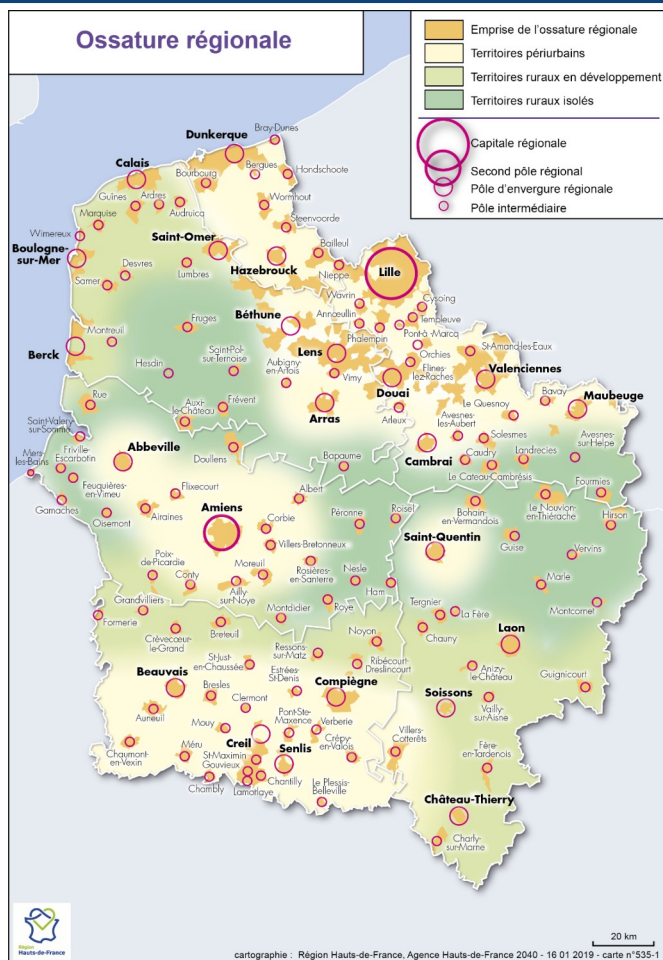 Ossature régionale
Emprise de l'ossature régionale
Territoires périurbains
Territoires ruraux en développement
Territoires ruraux isolés
Capitale régionale
Second pôle régional
Pôle d'envergure régionale
Pôle intermédiaire
Bray-Dunes
Dunkerque
Bergues
Hondschoote
Calais
Bourbourg
Guînes
Ardres
Audruicq
Wormhout
Marquise
Steenvoorde
Wimereux
Boulogne-
sur-Mer
Saint-Omer
Bailleul
Hazebrouck
Nieppe
Lille
Desvres
Lumbres
Samer
Wavrin
Cysoing
Annœullin
Templeuve
Béthune
Phalempin
Pont-à-Marcq
Fruges
Montreuil
Orchies
St-Amand-les-Eaux
Berck
Lens
Saint-Pol-
sur-Ternoise
Aubigny-
en-Artois
Vimy
Flines-
lez-Raches
Valenciennes
Hesdin
Douai
Bavay
Maubeuge
Rue
Auxi-
le-Château
Frévent
Arras
Arleux
Le Quesnoy
Avesnes-
les-Aubert
Solesmes
Saint-Valery-
sur-Somme
Abbeville
Doullens
Bapaume
Cambrai
Caudry
Landrecies
Avesnes-
sur-Helpe
Le Cateau-Cambrésis
Mers-
les-Bains
Friville-
Escarbotin
Feuquières-
en-Vimeu
Fourmies
Gamaches
Oisemont
Flixecourt
Airaines
Albert
Amiens
Corbie
Péronne
Roisel
Bohain-
en-Vermandois
Le Nouvion-
en-Thiérache
Hirson
Saint-Quentin
Guise
Villers-Bretonneux
Vervins
Poix-
de-Picardie
Conty
Moreuil
Ailly-
sur-Noye
Rosières-
en-Santerre
Nesle
Ham
Marle
Montcornet
Grandvilliers
Montdidier
Roye
Tergnier
La Fère
Formerie
Crèvecœur-
le-Grand
Breteuil
Noyon
Chauny
Laon
St-Just-
en-Chaussée
Ressons-
sur-Matz
Ribécourt-
Dreslincourt
Anizy-
le-Château
Guignicourt
Beauvais
Estrées-
St-Denis
Compiègne
Soissons
Bresles
Clermont
Vailly-
sur-Aisne
Auneuil
Mouy
Pont-Ste-
Maxence
Verberie
Villers-
Cotterêts
Creil
Senlis
Crépy-
en-Valois
Chaumont-
en-Vexin
Méru
St-Maximin
Gouvieux
Fère-
en-Tardenois
Chambly
Lamorlaye
Chantilly
Le Plessis-
Belleville
Château-Thierry
Charly-
sur-Marne
Région
Hauts-de-France
20 km
cartographie : Région Hauts-de-France, Agence Hauts-de-France 2040 - 16 01 2019 - carte n°535-1